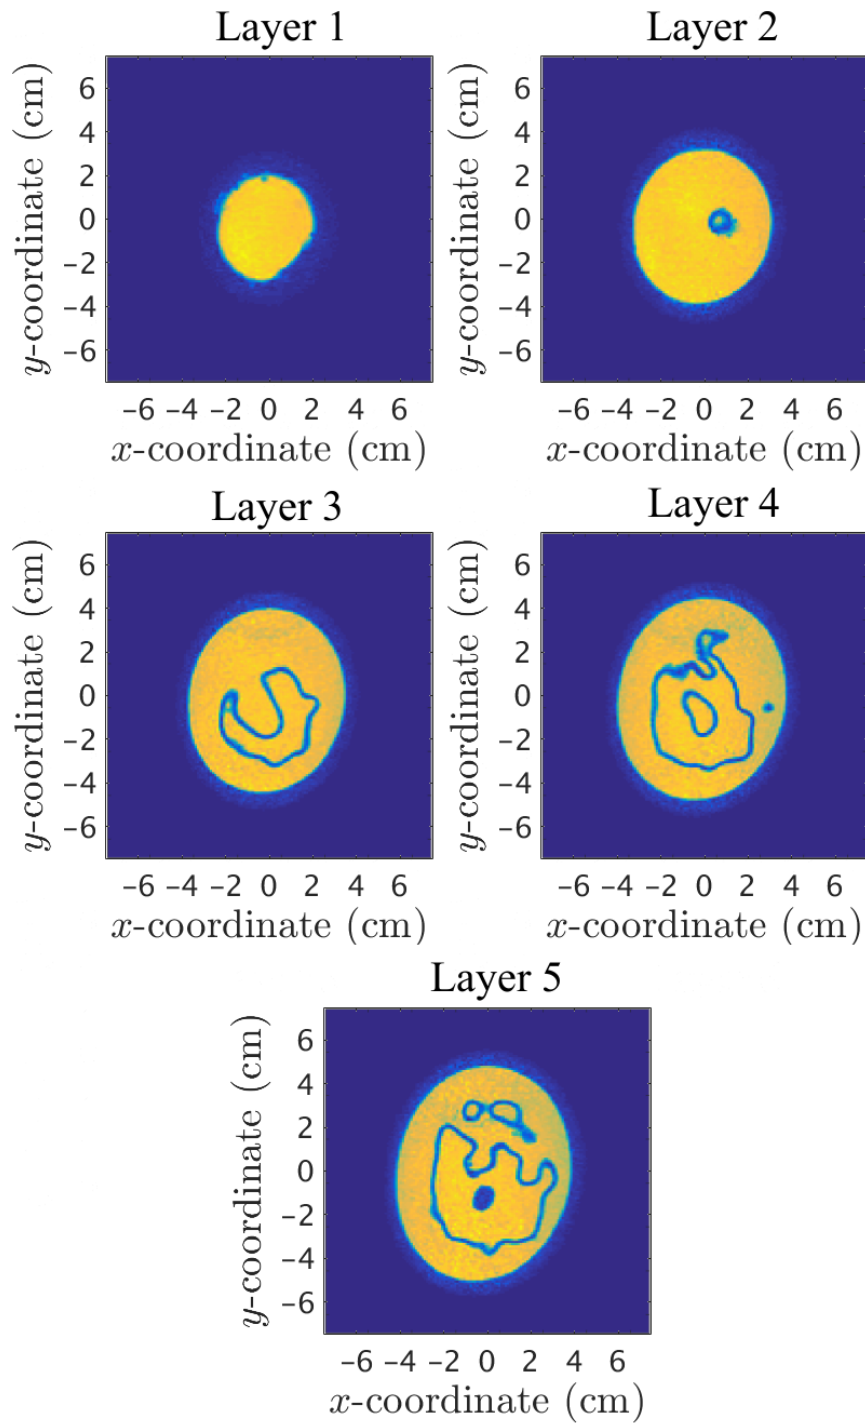 Layer 1
y-coordinate (cm)
6
4
2
0
−2
−4
−6
−6 −4 −2 0 2 4 6
x-coordinate (cm)
Layer 2
y-coordinate (cm)
6
4
2
0
−2
−4
−6
−6 −4 −2 0 2 4 6
x-coordinate (cm)
Layer 3
y-coordinate (cm)
6
4
2
0
−2
−4
−6
−6 −4 −2 0 2 4 6
x-coordinate (cm)
Layer 4
y-coordinate (cm)
6
4
2
0
−2
−4
−6
−6 −4 −2 0 2 4 6
x-coordinate (cm)
Layer 5
y-coordinate (cm)
6
4
2
0
−2
−4
−6
−6 −4 −2 0 2 4 6
x-coordinate (cm)